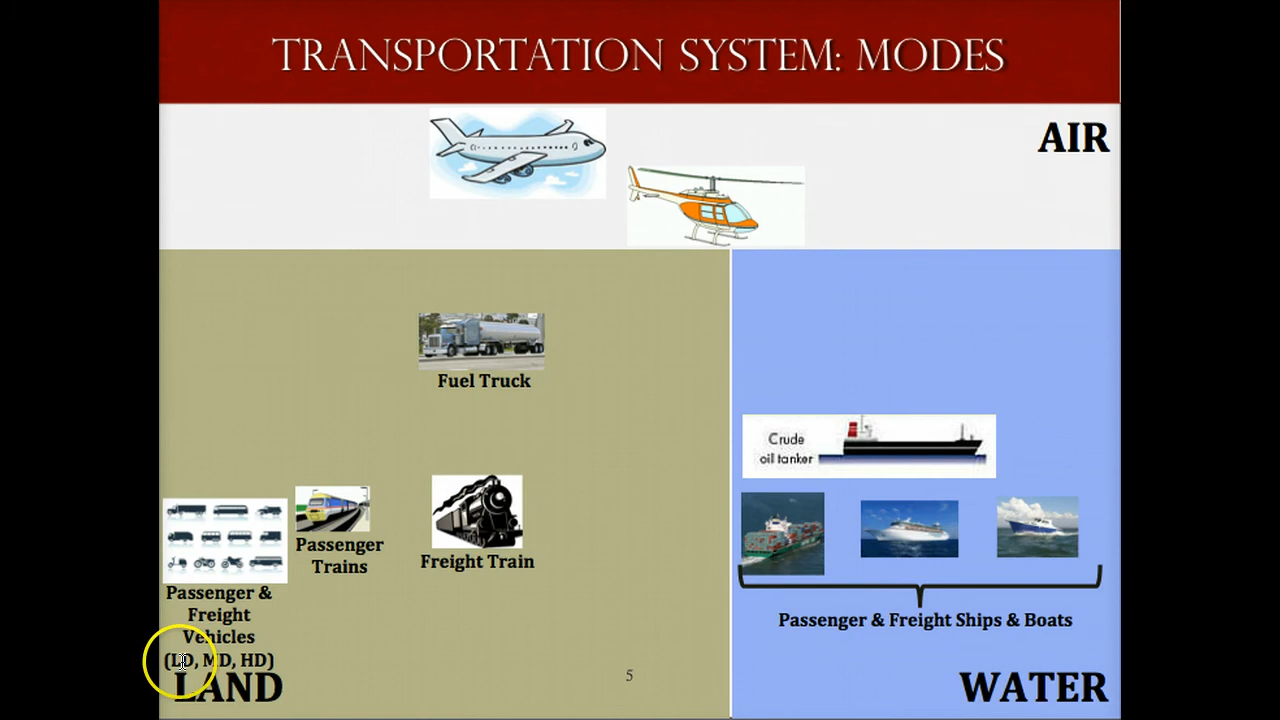 TRANSPORTATION SYSTEM: MODES
AIR
Fuel Truck
Crude
oil tanker
Passenger
Trains
Freight Train
Passenger &
Freight
Vehicles
(LD, MD, HD)
Passenger & Freight Ships & Boats
LAND
5
WATER